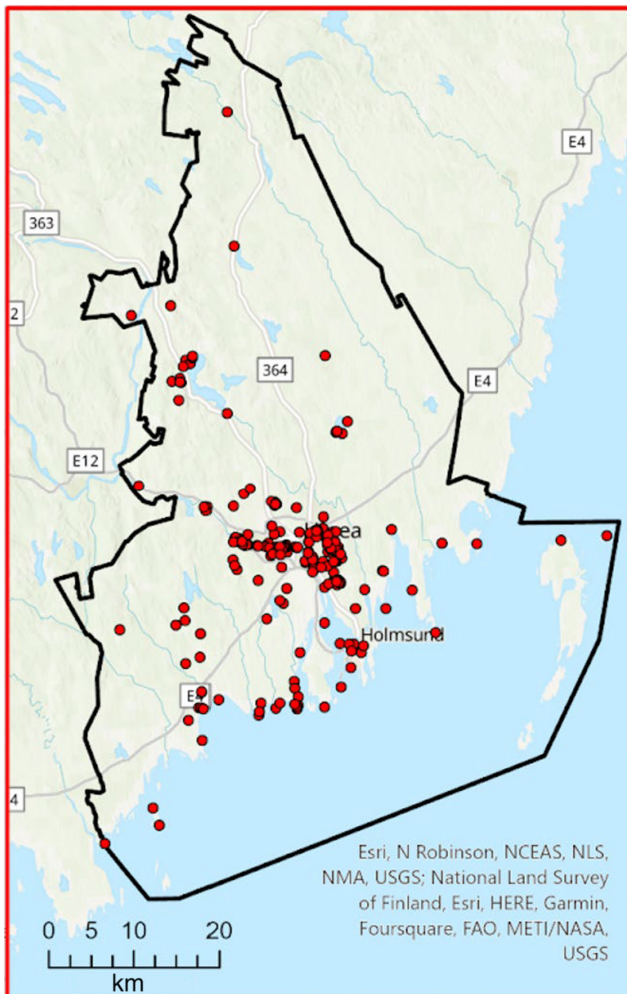 E4
363
2
364
E4
E12
Holmsund
E4
4
Esri, N Robinson, NCEAS, NLS,
NMA, USGS; National Land Survey
of Finland, Esri, HERE, Garmin,
Foursquare, FAO, METI/NASA,
USGS
0 5 10 20
km